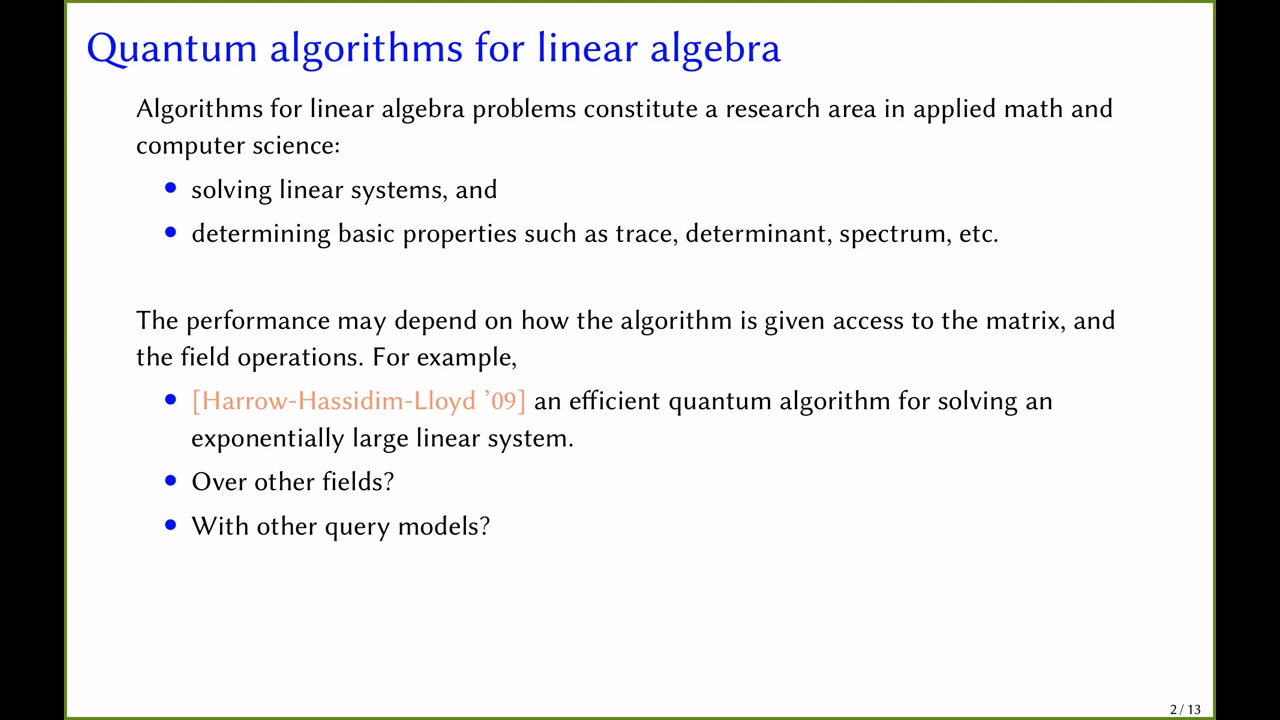 Quantum algorithms for linear algebra
Algorithms for linear algebra problems constitute a research area in applied math and
computer science:
• solving linear systems, and
• determining basic properties such as trace, determinant, spectrum, etc.
The performance may depend on how the algorithm is given access to the matrix, and
the field operations. For example,
• [Harrow-Hassidim-Lloyd ’09] an efficient quantum algorithm for solving an
exponentially large linear system.
• Over other fields?
• With other query models?
2 / 13